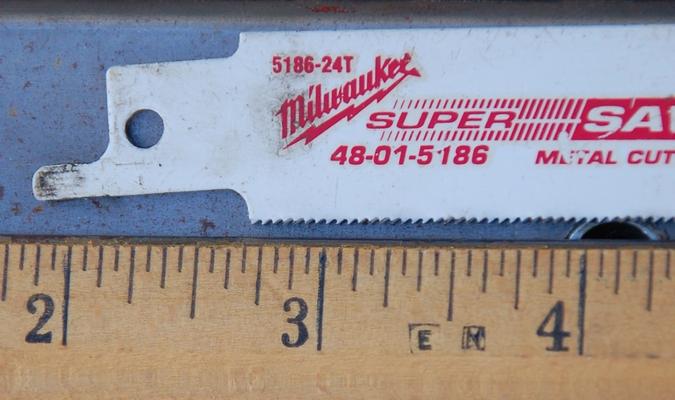 5186-24T
Milwaukee
SUPER SAW
48-01-5186
METAL CUT
2 3 4
E M